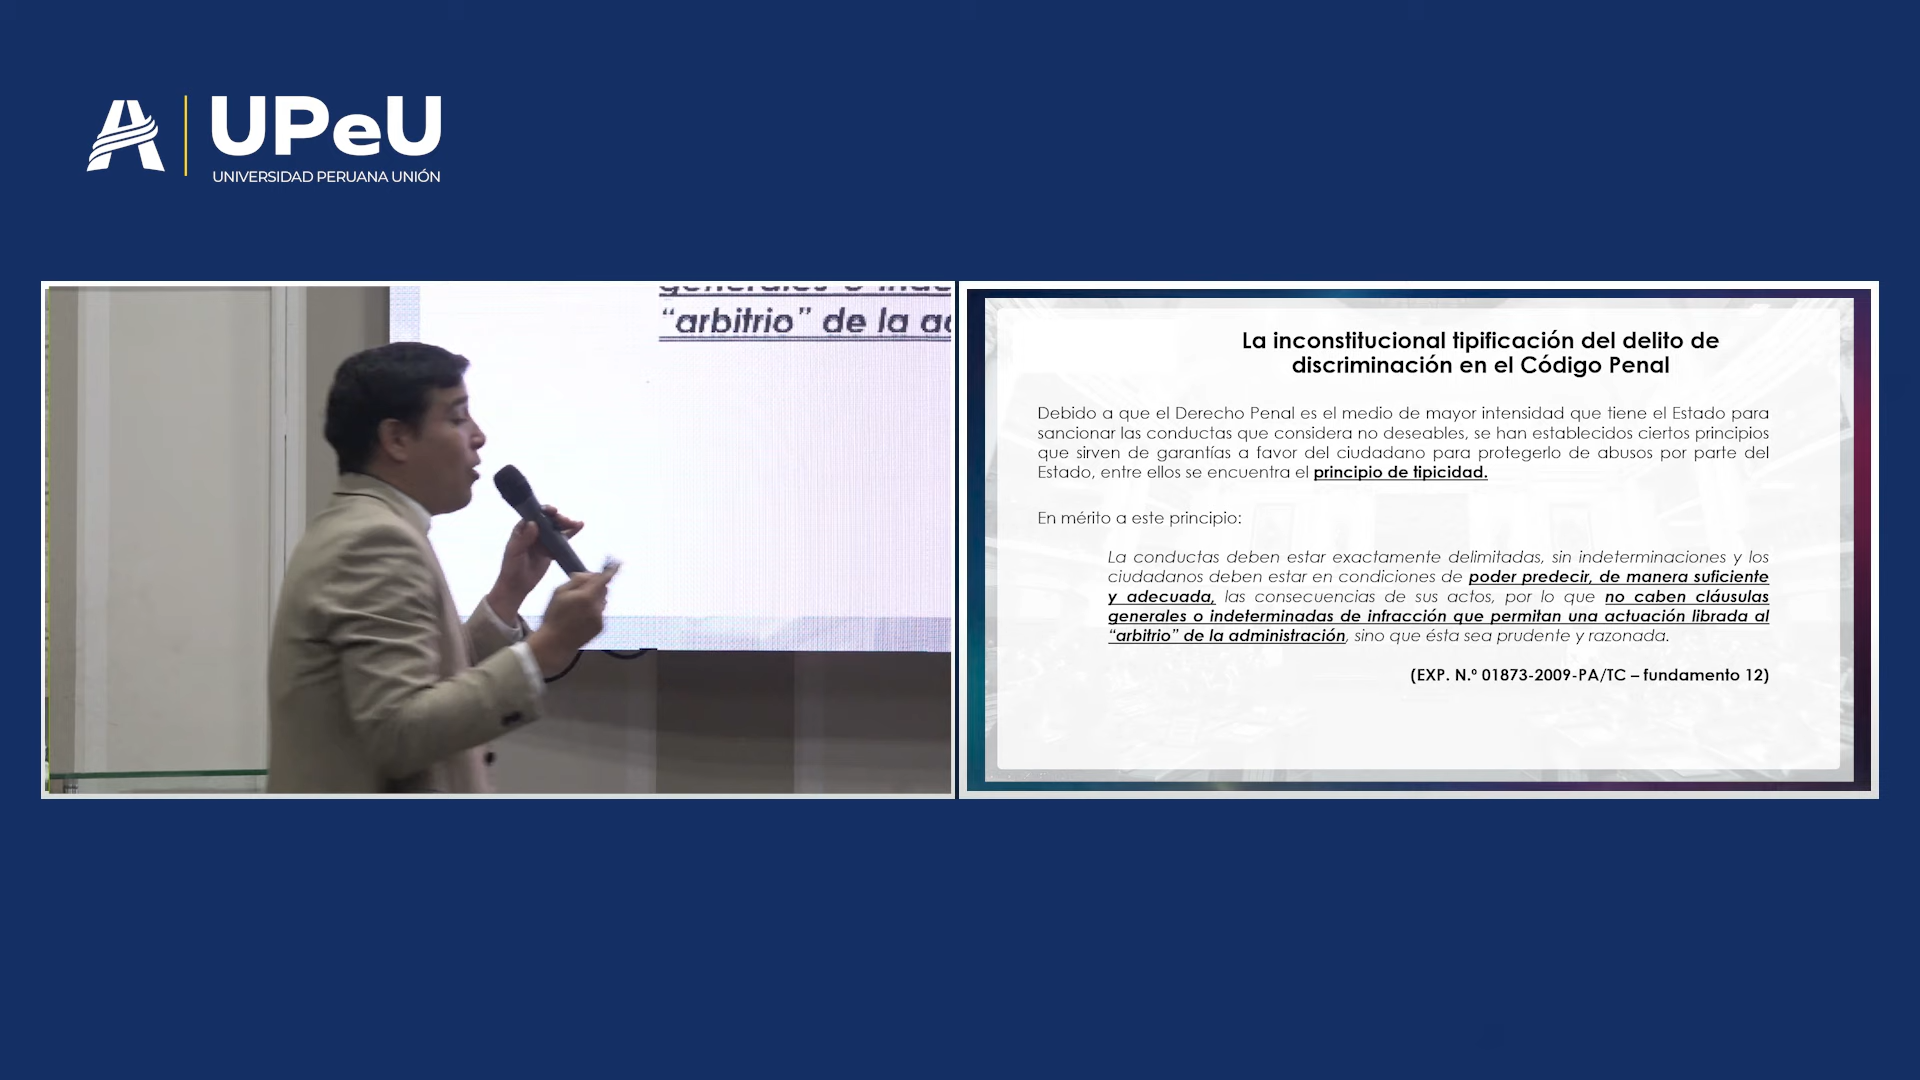 UPeU
UNIVERSIDAD PERUANA UNIÓN
generales o inde
“arbitrio” de la ad
La inconstitucional tipificación del delito de
discriminación en el Código Penal
Debido a que el Derecho Penal es el medio de mayor intensidad que tiene el Estado para
sancionar las conductas que considera no deseables, se han establecidos ciertos principios
que sirven de garantías a favor del ciudadano para protegerlo de abusos por parte del
Estado, entre ellos se encuentra el principio de tipicidad.
En mérito a este principio:
La conductas deben estar exactamente delimitadas, sin indeterminaciones y los
ciudadanos deben estar en condiciones de poder predecir, de manera suficiente
y adecuada, las consecuencias de sus actos, por lo que no caben cláusulas
generales o indeterminadas de infracción que permitan una actuación librada al
“arbitrio” de la administración, sino que ésta sea prudente y razonada.
(EXP. N.º 01873-2009-PA/TC – fundamento 12)